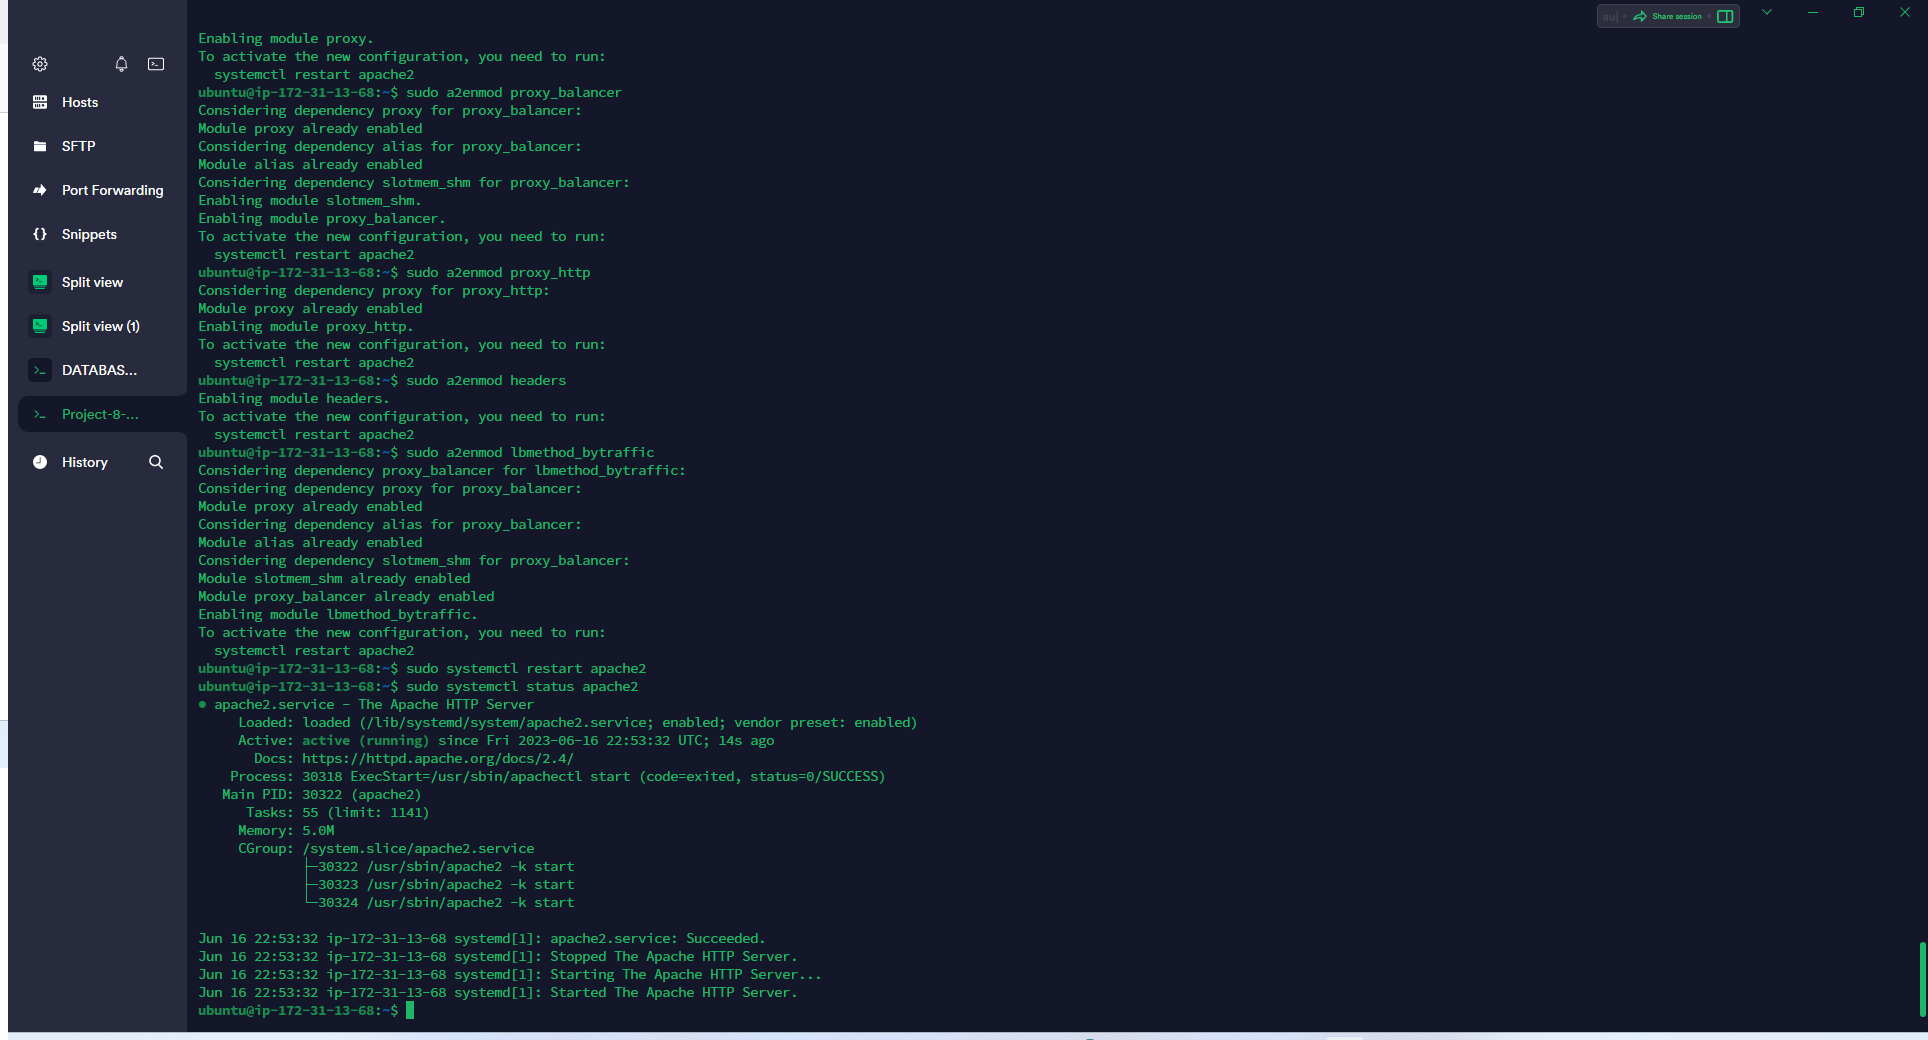 Share session
Hosts
SFTP
Port Forwarding
Snippets
Split view
Split view (1)
DATABAS...
Project-8-...
History
Enabling module proxy.
To activate the new configuration, you need to run:
  systemctl restart apache2
ubuntu@ip-172-31-13-68:~$ sudo a2enmod proxy_balancer
Considering dependency proxy for proxy_balancer:
Module proxy already enabled
Considering dependency alias for proxy_balancer:
Module alias already enabled
Considering dependency slotmem_shm for proxy_balancer:
Enabling module slotmem_shm.
Enabling module proxy_balancer.
To activate the new configuration, you need to run:
  systemctl restart apache2
ubuntu@ip-172-31-13-68:~$ sudo a2enmod proxy_http
Considering dependency proxy for proxy_http:
Module proxy already enabled
Enabling module proxy_http.
To activate the new configuration, you need to run:
  systemctl restart apache2
ubuntu@ip-172-31-13-68:~$ sudo a2enmod headers
Enabling module headers.
To activate the new configuration, you need to run:
  systemctl restart apache2
ubuntu@ip-172-31-13-68:~$ sudo a2enmod lbmethod_bytraffic
Considering dependency proxy_balancer for lbmethod_bytraffic:
Considering dependency proxy for proxy_balancer:
Module proxy already enabled
Considering dependency alias for proxy_balancer:
Module alias already enabled
Considering dependency slotmem_shm for proxy_balancer:
Module slotmem_shm already enabled
Module proxy_balancer already enabled
Enabling module lbmethod_bytraffic.
To activate the new configuration, you need to run:
  systemctl restart apache2
ubuntu@ip-172-31-13-68:~$ sudo systemctl restart apache2
ubuntu@ip-172-31-13-68:~$ sudo systemctl status apache2
● apache2.service - The Apache HTTP Server
     Loaded: loaded (/lib/systemd/system/apache2.service; enabled; vendor preset: enabled)
     Active: active (running) since Fri 2023-06-16 22:53:32 UTC; 14s ago
       Docs: https://httpd.apache.org/docs/2.4/
    Process: 30318 ExecStart=/usr/sbin/apachectl start (code=exited, status=0/SUCCESS)
   Main PID: 30322 (apache2)
      Tasks: 55 (limit: 1141)
     Memory: 5.0M
     CGroup: /system.slice/apache2.service
             ├─30322 /usr/sbin/apache2 -k start
             ├─30323 /usr/sbin/apache2 -k start
             └─30324 /usr/sbin/apache2 -k start

Jun 16 22:53:32 ip-172-31-13-68 systemd[1]: apache2.service: Succeeded.
Jun 16 22:53:32 ip-172-31-13-68 systemd[1]: Stopped The Apache HTTP Server.
Jun 16 22:53:32 ip-172-31-13-68 systemd[1]: Starting The Apache HTTP Server...
Jun 16 22:53:32 ip-172-31-13-68 systemd[1]: Started The Apache HTTP Server.
ubuntu@ip-172-31-13-68:~$